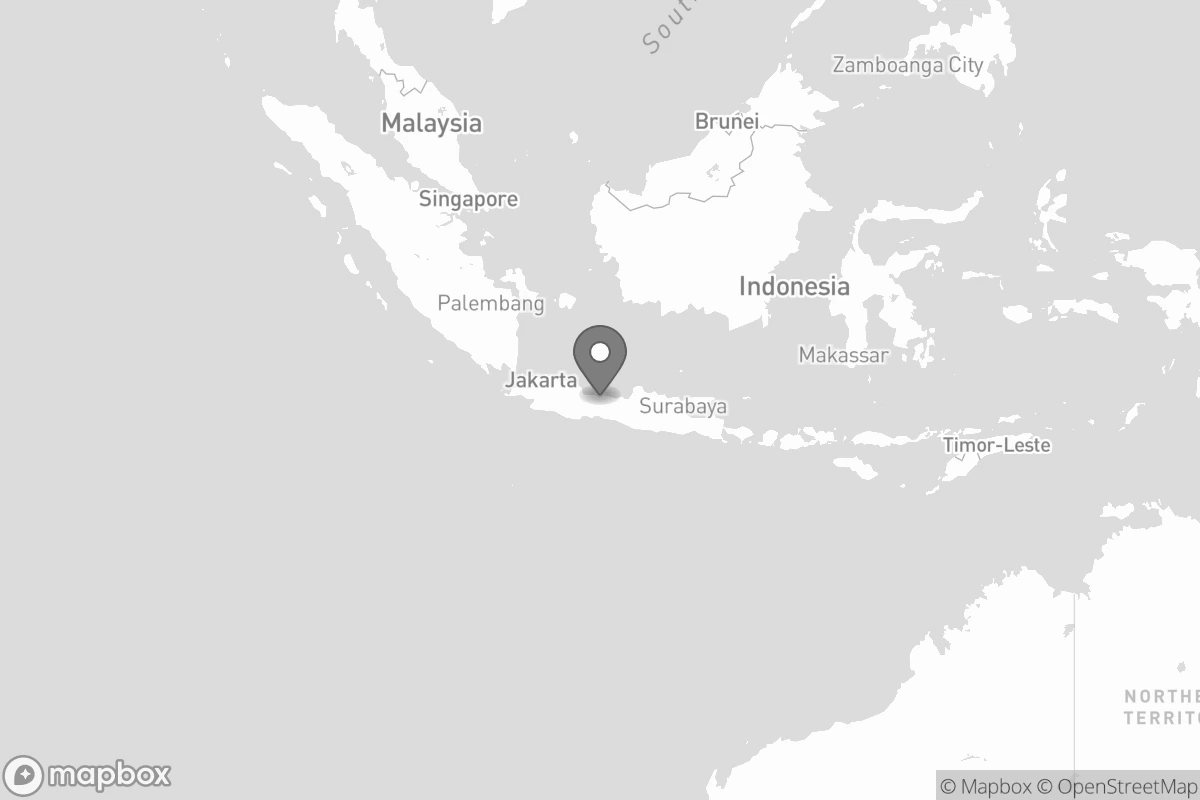 Sout
Zamboanga City
Malaysia
Brunei
Singapore
Indonesia
Palembang
Makassar
Jakarta
Surabaya
Timor-Leste
NORTHE
TERRITO
mapbox
© Mapbox © OpenStreetMap